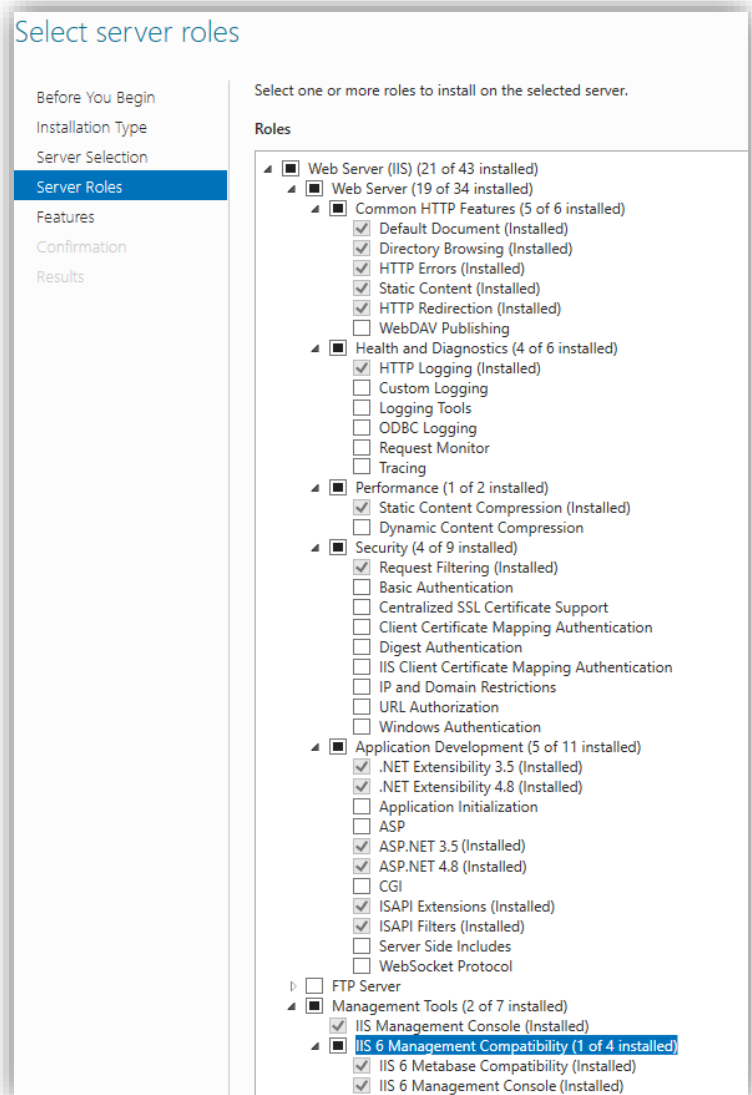 Select server roles
Before You Begin
Installation Type
Server Selection
Server Roles
Features
Confirmation
Results
Select one or more roles to install on the selected server.
Roles
Web Server (IIS) (21 of 43 installed)
Web Server (19 of 34 installed)
Common HTTP Features (5 of 6 installed)
Default Document (Installed)
Directory Browsing (Installed)
HTTP Errors (Installed)
Static Content (Installed)
HTTP Redirection (Installed)
WebDAV Publishing
Health and Diagnostics (4 of 6 installed)
HTTP Logging (Installed)
Custom Logging
Logging Tools
ODBC Logging
Request Monitor
Tracing
Performance (1 of 2 installed)
Static Content Compression (Installed)
Dynamic Content Compression
Security (4 of 9 installed)
Request Filtering (Installed)
Basic Authentication
Centralized SSL Certificate Support
Client Certificate Mapping Authentication
Digest Authentication
IIS Client Certificate Mapping Authentication
IP and Domain Restrictions
URL Authorization
Windows Authentication
Application Development (5 of 11 installed)
.NET Extensibility 3.5 (Installed)
.NET Extensibility 4.8 (Installed)
Application Initialization
ASP
ASP.NET 3.5 (Installed)
ASP.NET 4.8 (Installed)
CGI
ISAPI Extensions (Installed)
ISAPI Filters (Installed)
Server Side Includes
WebSocket Protocol
FTP Server
Management Tools (2 of 7 installed)
IIS Management Console (Installed)
IIS 6 Management Compatibility (1 of 4 installed)
IIS 6 Metabase Compatibility (Installed)
IIS 6 Management Console (Installed)